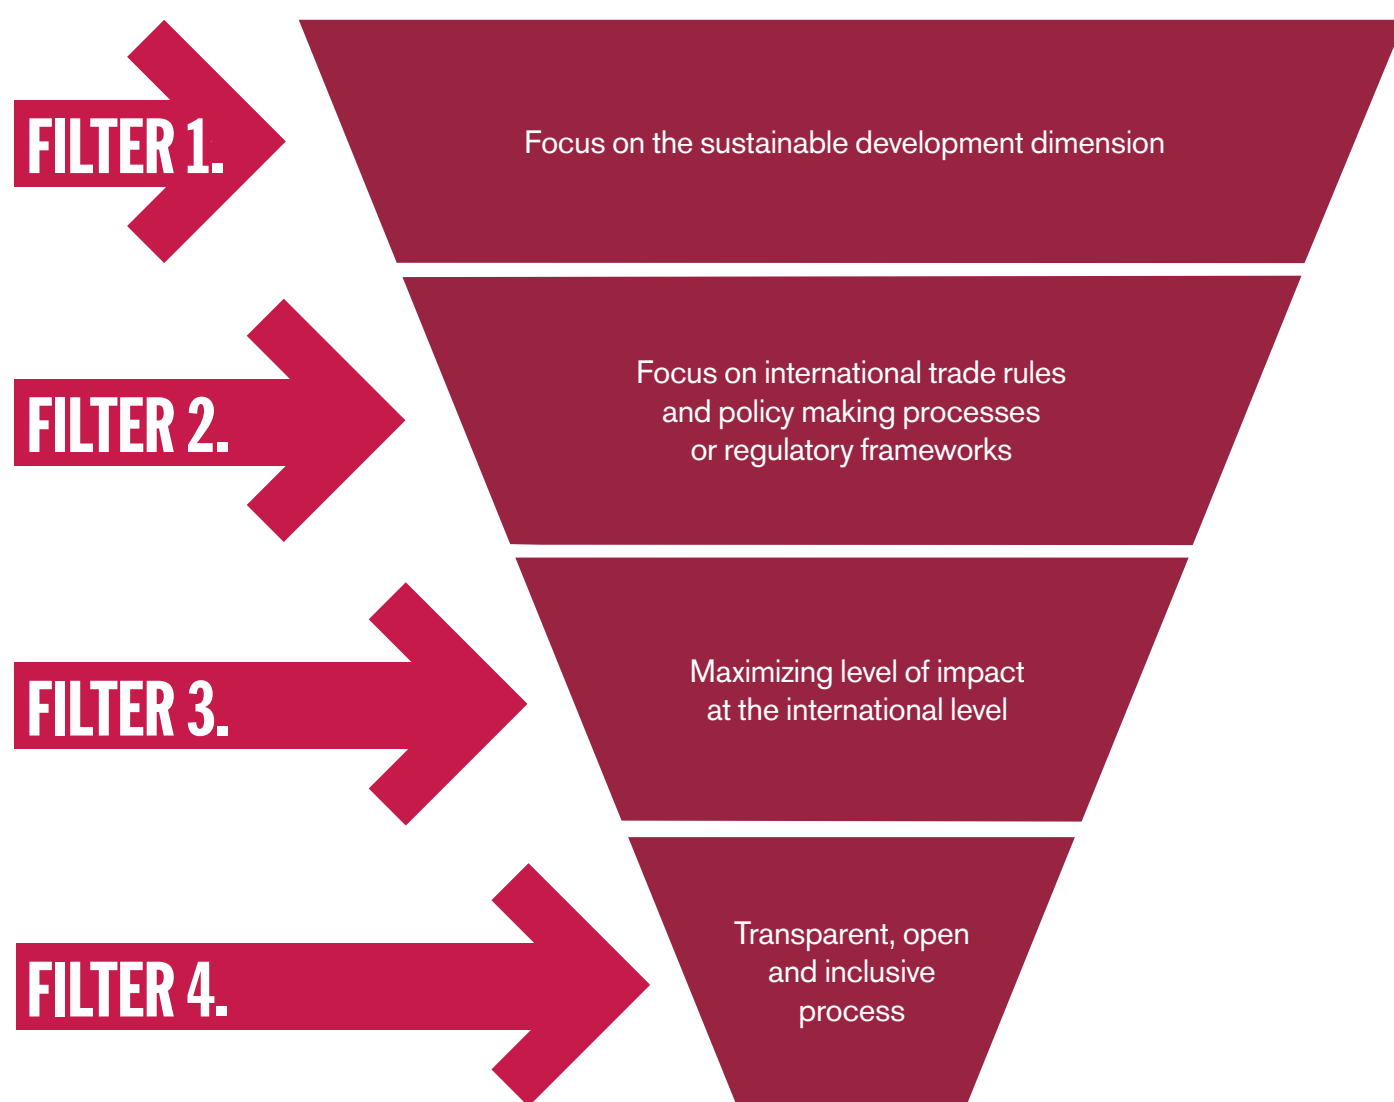 FILTER 1.
Focus on the sustainable development dimension
FILTER 2.
Focus on international trade rules
and policy making processes
or regulatory frameworks
FILTER 3.
Maximizing level of impact
at the international level
FILTER 4.
Transparent, open
and inclusive
process